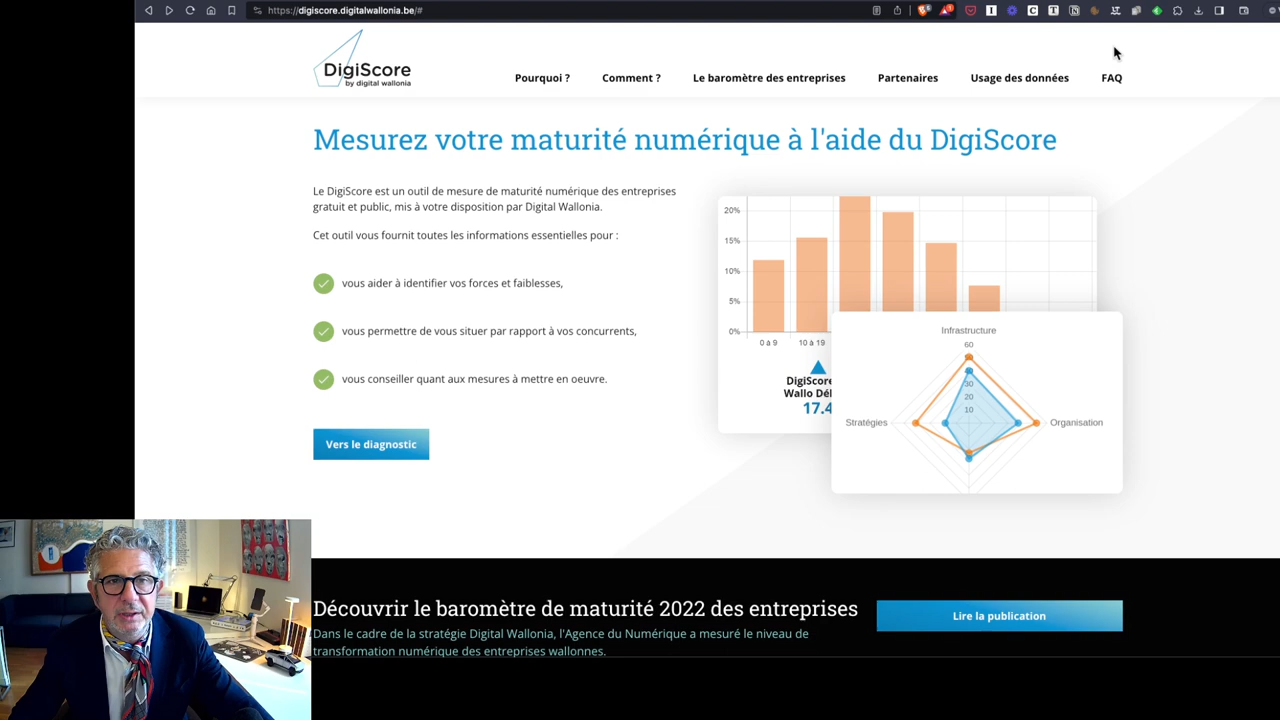 https://digiscore.digitalwallonia.be/#
DigiScore
by digital wallonia
Pourquoi ?
Comment ?
Le baromètre des entreprises
Partenaires
Usage des données
FAQ
Mesurez votre maturité numérique à l'aide du DigiScore
Le DigiScore est un outil de mesure de maturité numérique des entreprises
gratuit et public, mis à votre disposition par Digital Wallonia.
Cet outil vous fournit toutes les informations essentielles pour :
vous aider à identifier vos forces et faiblesses,
vous permettre de vous situer par rapport à vos concurrents,
vous conseiller quant aux mesures à mettre en oeuvre.
Vers le diagnostic
20%
15%
10%
5%
0%
0 à 9
10 à 19
DigiScore
Wallo Dél
17.4
Infrastructure
60
30
20
10
Stratégies
Organisation
Découvrir le baromètre de maturité 2022 des entreprises
Dans le cadre de la stratégie Digital Wallonia, l'Agence du Numérique a mesuré le niveau de
transformation numérique des entreprises wallonnes.
Lire la publication